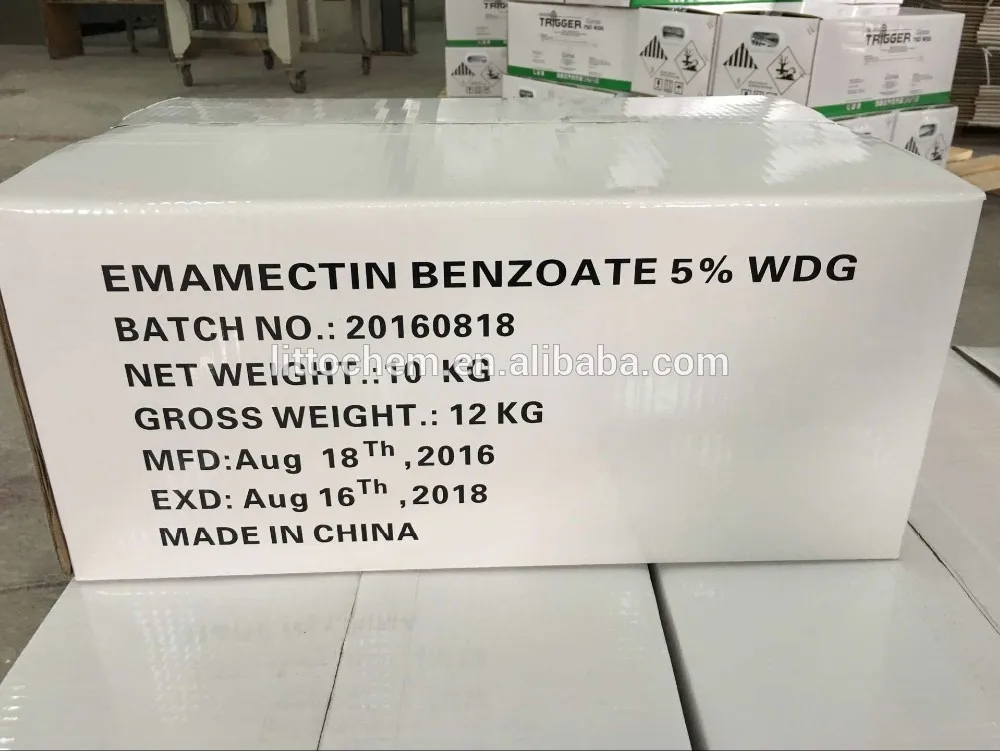 TRIGGER
TRIGGER
EMAMECTIN BENZOATE 5% WDG
BATCH NO.: 20160818
littochem.en.alibaba.com
NET WEIGHT.:10 KG
GROSS WEIGHT.: 12 KG
MFD:Aug 18Th ,2016
EXD: Aug 16Th ,2018
MADE IN CHINA